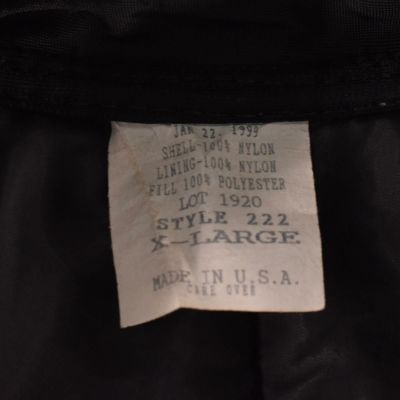 JAN 22. 1999
SHELL-100% NYLON
LINING-100% NYLON
FILL 100% POLYESTER
LOT 1920
STYLE 222
X-LARGE
MADE IN U.S.A.
CARE OVER